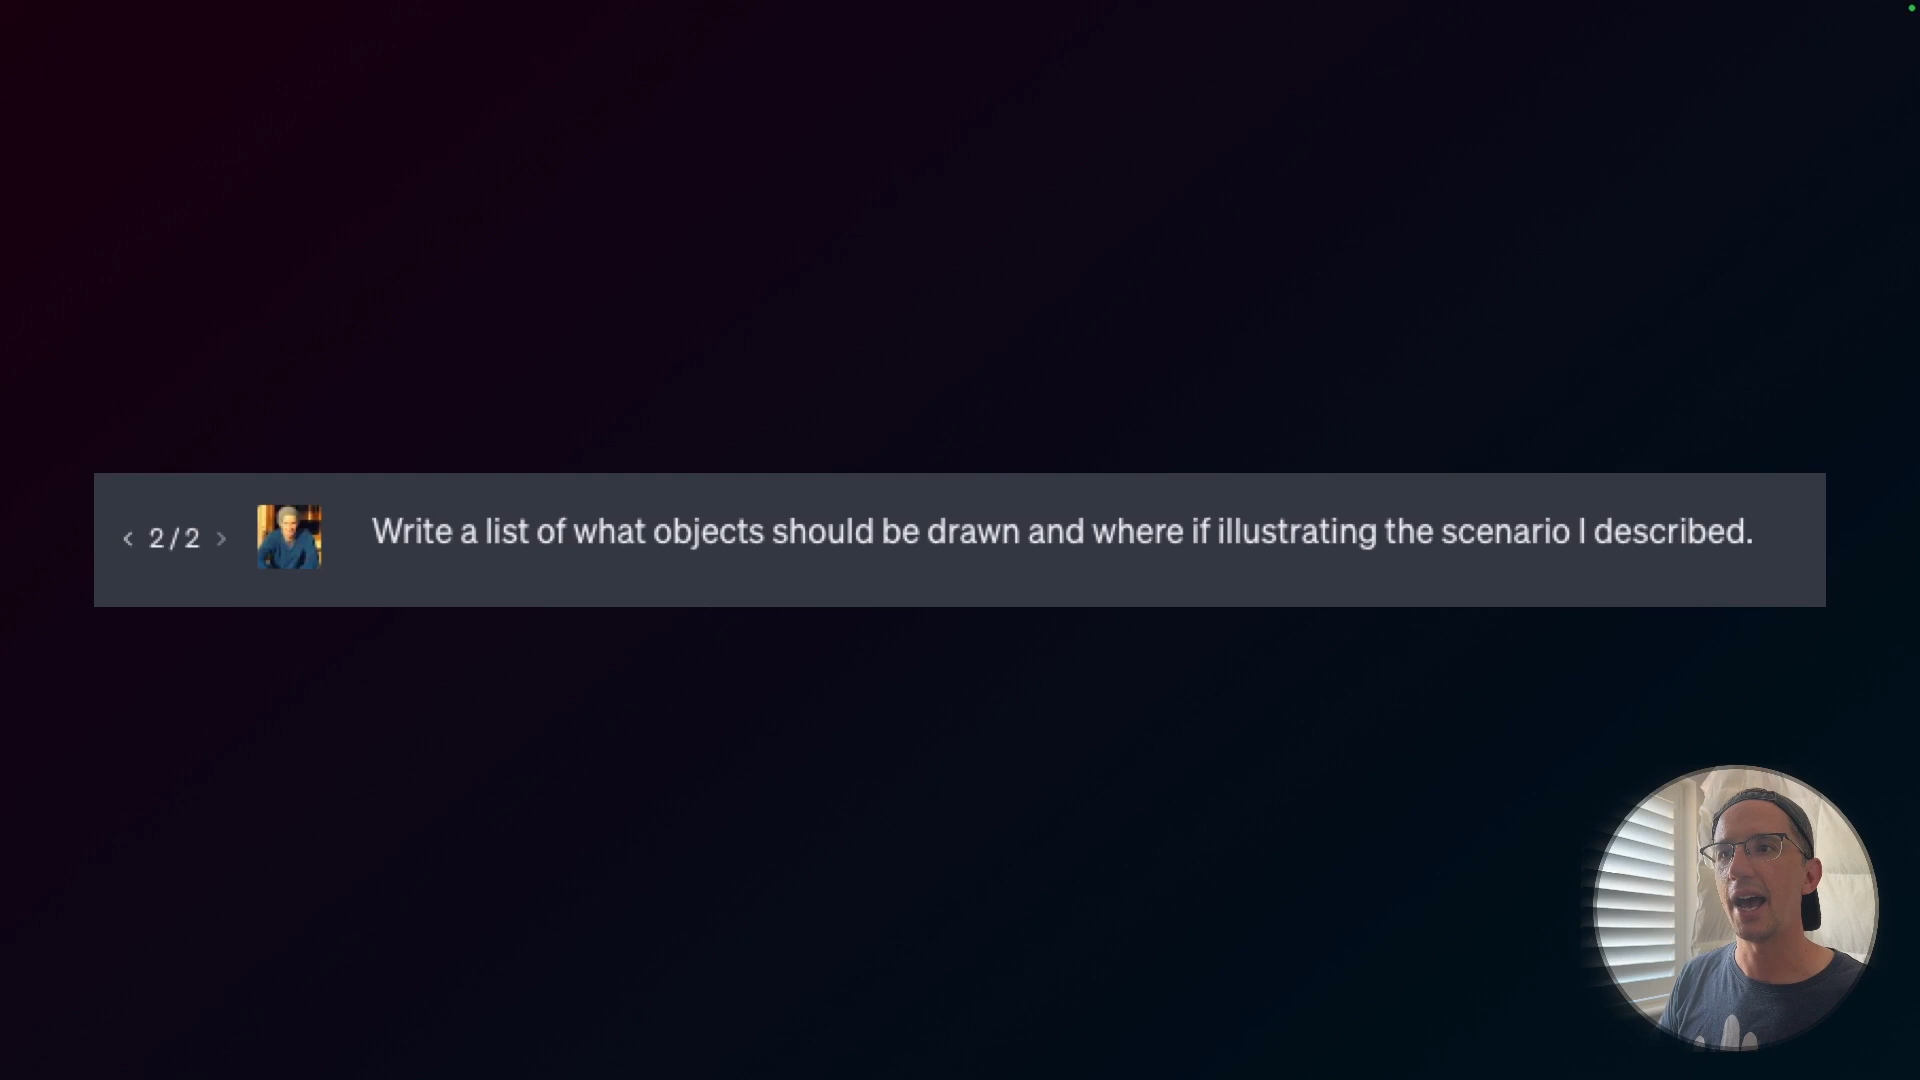 < 2/2 >
Write a list of what objects should be drawn and where if illustrating the scenario I described.